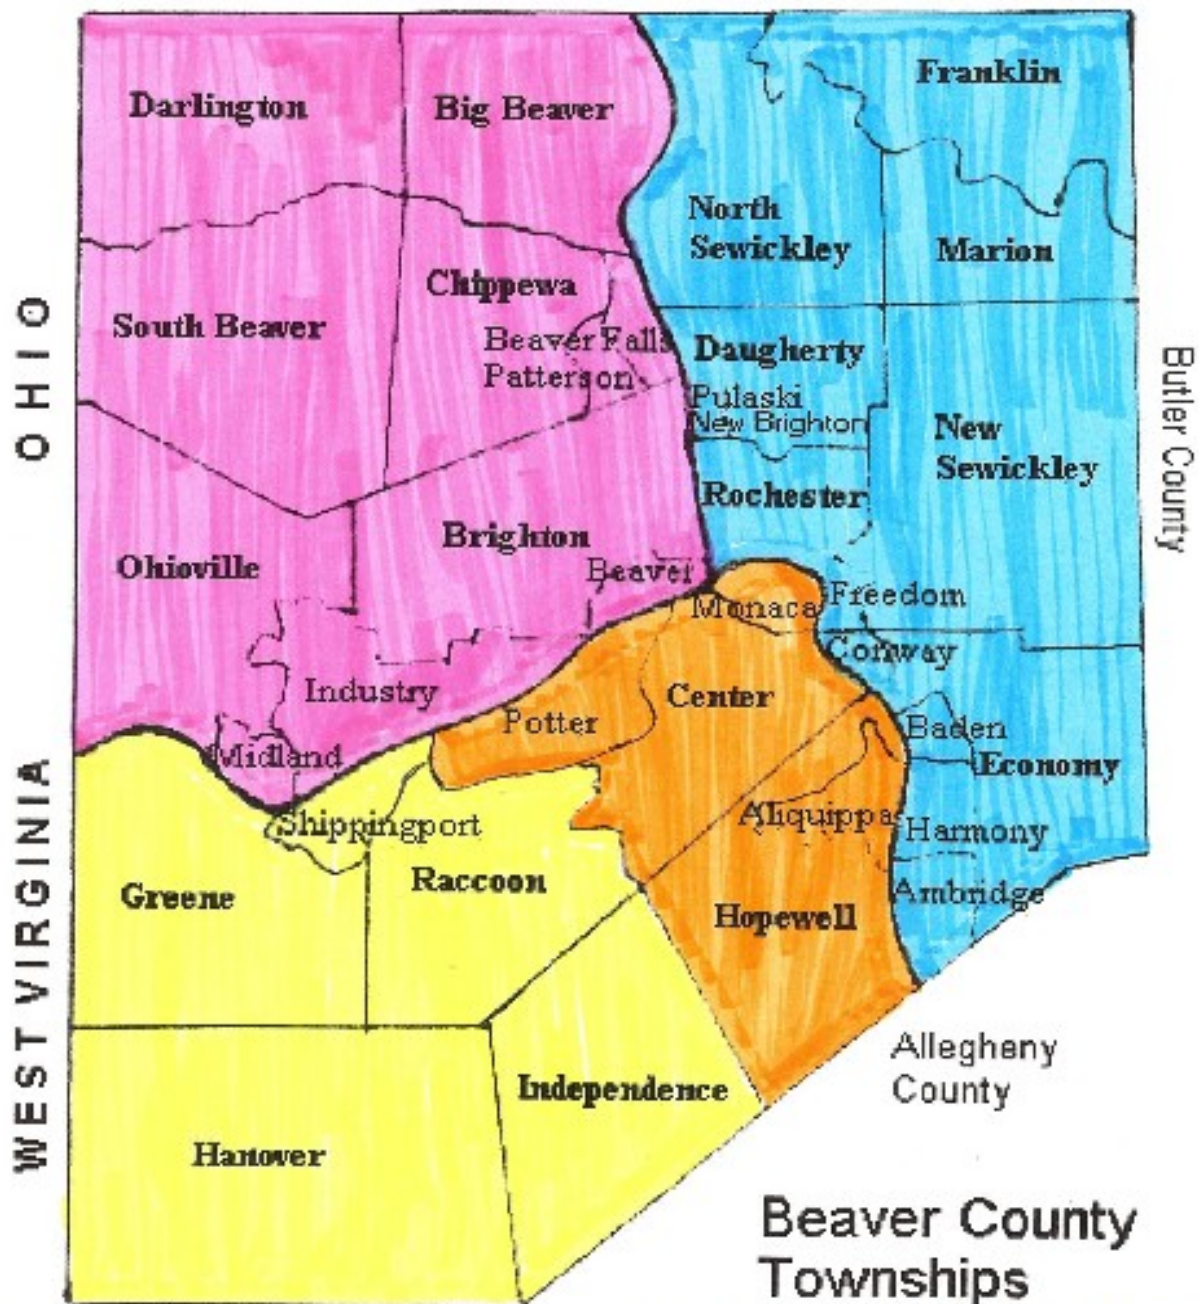 Franklin
Darlington
Big Beaver
North
Sewickley
Marion
Chippewa
South Beaver
Beaver Falls
Daugherty
Patterson
Pulaski
New Brighton
New
Sewickley
Rochester
Brighton
Ohioville
Beaver
Monaca
Freedom
Conway
Industry
Center
Potter
Baden
Midland
Economy
Aliquippa
Shippingport
Harmony
Raccoon
Greene
Ambridge
Hopewell
Independence
Hanover
OHIO
WEST VIRGINIA
Butler County
Allegheny
County
Beaver County
Townships